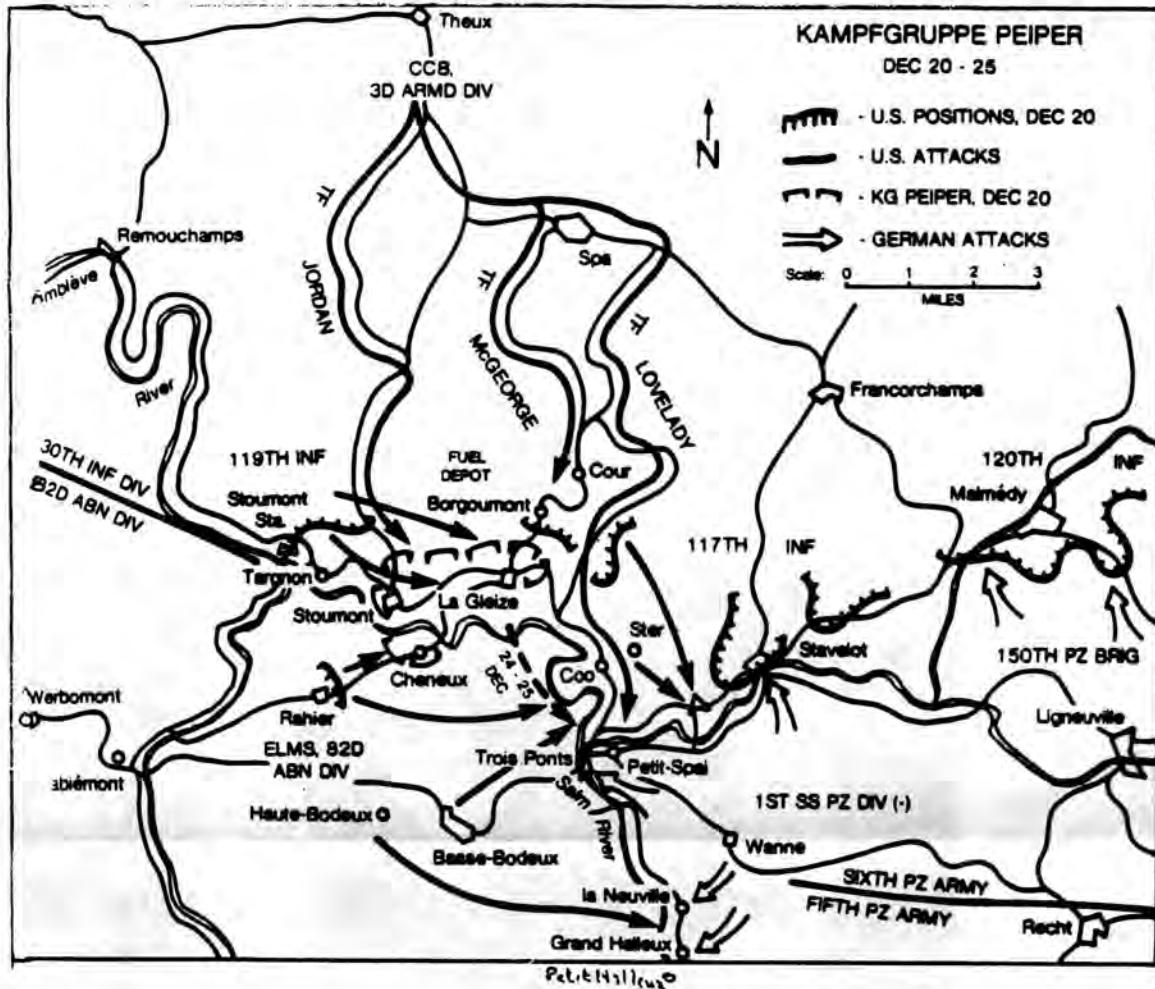 KAMPFGRUPPE PEIPER
DEC 20 - 25
- U.S. POSITIONS, DEC 20
- U.S. ATTACKS
- KG PEIPER, DEC 20
- GERMAN ATTACKS
Scale: 0 1 2 3
MILES
N
Theux
CCB,
3D ARMD DIV
Remouchamps
Amblève
River
TF
JORDAN
TF
McGEORGE
TF
LOVELADY
Spa
Francorchamps
30TH INF DIV
82D ABN DIV
119TH INF
FUEL
DEPOT
Cour
Borgoumont
120TH
INF
Malmédy
Stoumont
Sta.
117TH
INF
Targnon
Stoumont
La Gleize
Ster
Stavelot
150TH PZ BRIG
24 - 25
DEC
Coo
Cheneux
Werbomont
Rahier
Ligneuville
ELMS, 82D
ABN DIV
Trois Ponts
Petit-Spai
abiémont
Salm
River
1ST SS PZ DIV (-)
Haute-Bodeux
Basse-Bodeux
Wanne
SIXTH PZ ARMY
FIFTH PZ ARMY
la Neuville
Recht
Grand Halleux